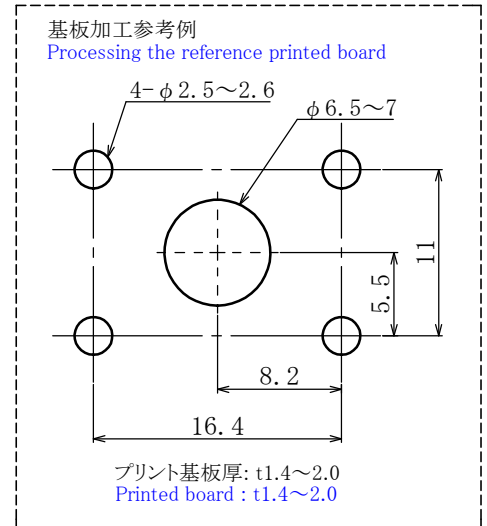 基板加工参考例
Processing the reference printed board
4-φ2.5～2.6
φ6.5～7
11
5.5
8.2
16.4
プリント基板厚: t1.4～2.0
Printed board : t1.4～2.0